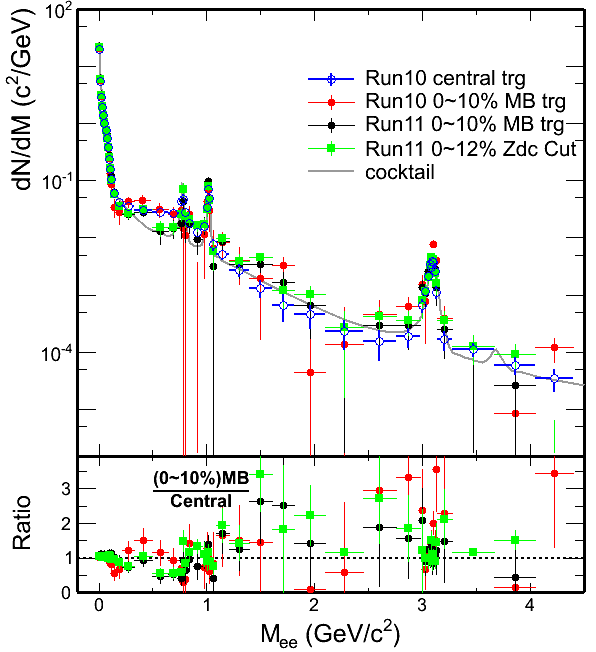 10²
10⁻¹
10⁻⁴
dN/dM (c²/GeV)
Run10 central trg
Run10 0~10% MB trg
Run11 0~10% MB trg
Run11 0~12% Zdc Cut
cocktail
(0~10%)MB
Central
Ratio
3
2
1
0
0 1 2 3 4
Mₑₑ (GeV/c²)